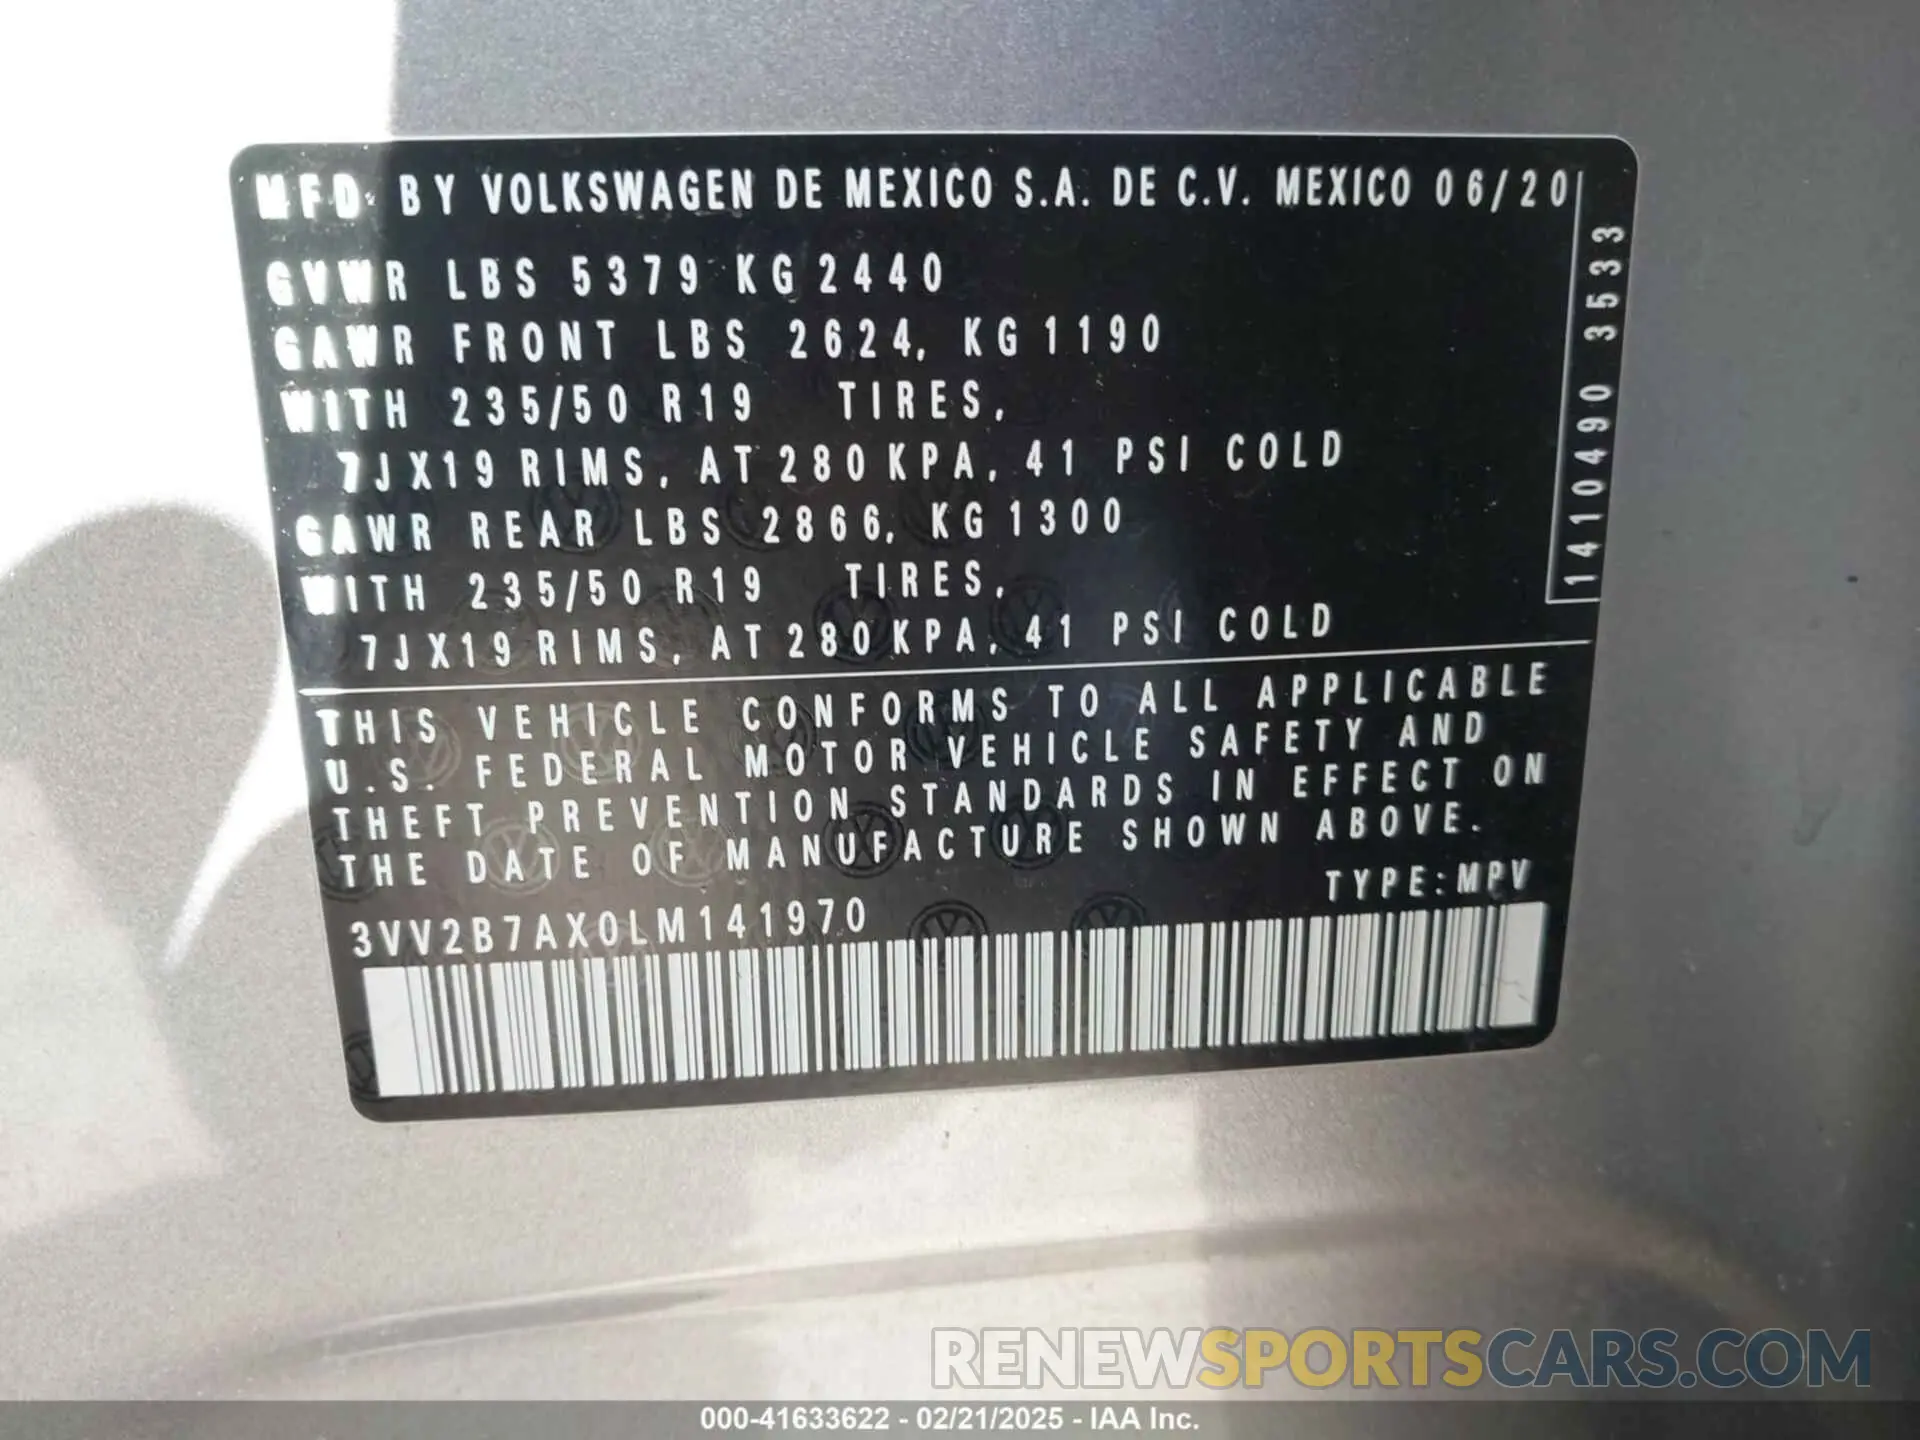 MFD. BY VOLKSWAGEN DE MEXICO S.A. DE C.V. MEXICO 06/20
GVWR LBS 5379 KG 2440
GAWR FRONT LBS 2624, KG 1190
WITH 235/50 R19 TIRES,
7JX19 RIMS, AT 280 KPA, 41 PSI COLD
GAWR REAR LBS 2866, KG 1300
WITH 235/50 R19 TIRES,
7JX19 RIMS, AT 280 KPA, 41 PSI COLD
1410490 3533
THIS VEHICLE CONFORMS TO ALL APPLICABLE
U.S. FEDERAL MOTOR VEHICLE SAFETY AND
THEFT PREVENTION STANDARDS IN EFFECT ON
THE DATE OF MANUFACTURE SHOWN ABOVE.
TYPE:MPV
3VV2B7AX0LM141970
RENEWSPORTSCARS.COM
000-41633622 - 02/21/2025 - IAA Inc.